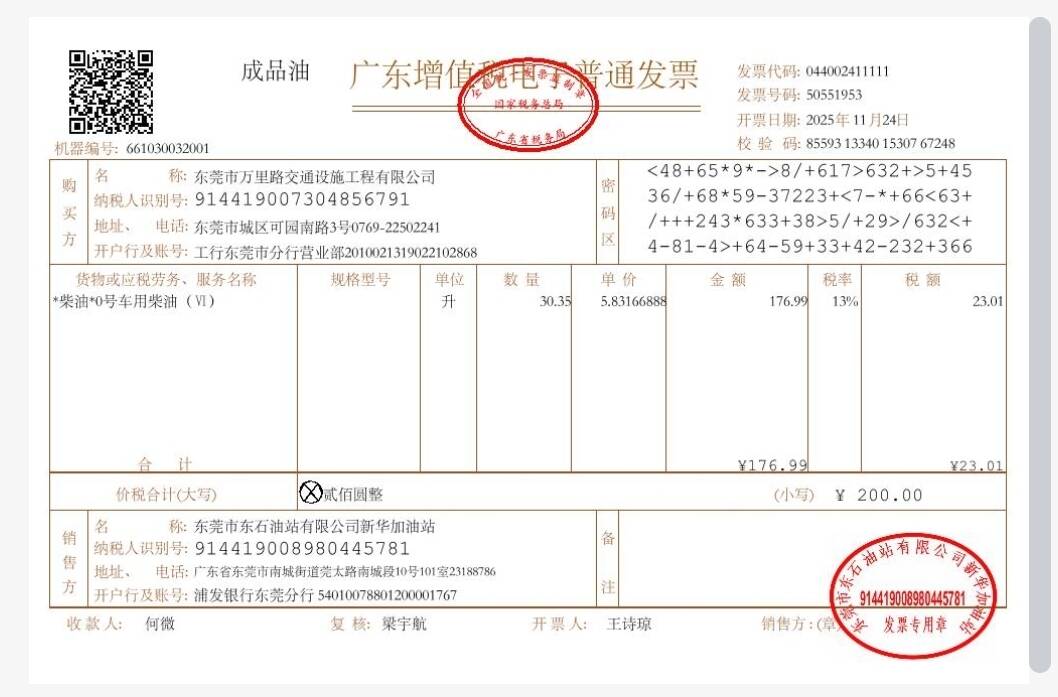 成品油
广东增值税电子普通发票
国家税务总局
广东省税务局
发票代码: 044002411111
发票号码: 50551953
开票日期: 2025年11月24日
校 验 码: 85593 13340 15307 67248
机器编号: 661030032001
购买方
名 称: 东莞市万里路交通设施工程有限公司
纳税人识别号: 914419007304856791
地址、 电话: 东莞市城区可园南路3号0769-22502241
开户行及账号: 工行东莞市分行营业部2010021319022102868
密码区
<48+65*9*->8/+617>632+>5+45
36/+68*59-37223+<7-*+66<63+
/+++243*633+38>5/+29>/632<+
4-81-4>+64-59+33+42-232+366
货物或应税劳务、服务名称 规格型号 单位 数 量 单 价 金 额 税率 税 额
*柴油*0号车用柴油（Ⅵ） 升 30.35 5.83166888 176.99 13% 23.01
合 计 ¥176.99 ¥23.01
价税合计(大写) 贰佰圆整 (小写) ¥ 200.00
销售方
名 称: 东莞市东石油站有限公司新华加油站
纳税人识别号: 914419008980445781
地址、 电话: 广东省东莞市南城街道莞太路南城段10号101室23188786
开户行及账号: 浦发银行东莞分行 54010078801200001767
备注
收 款 人: 何微 复 核: 梁宇航 开 票 人: 王诗琼 销售方:(章)
东莞市东石油站有限公司新华加油站
914419008980445781
发票专用章